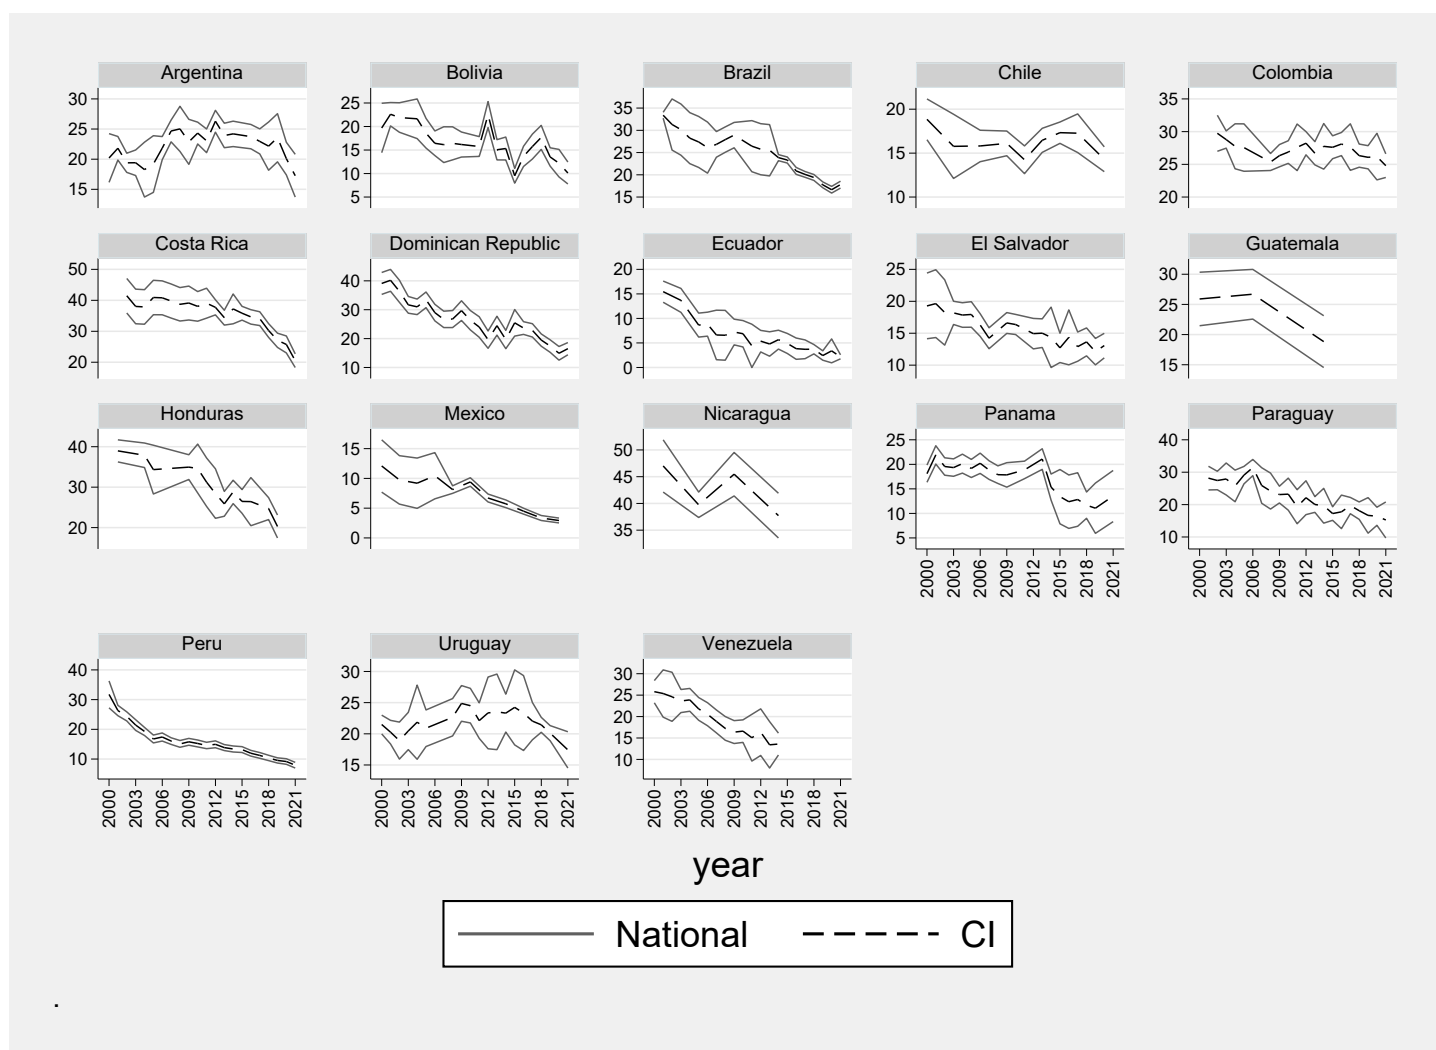 Argentina Bolivia Brazil Chile Colombia
30 25 20 15
25 20 15 10 5
35 30 25 20 15
20 15 10
35 30 25 20
Costa Rica Dominican Republic Ecuador El Salvador Guatemala
50 40 30 20
40 30 20 10
20 15 10 5 0
25 20 15 10
30 25 20 15
Honduras Mexico Nicaragua Panama Paraguay
40 30 20
15 10 5 0
50 45 40 35
25 20 15 10 5
40 30 20 10
2000 2003 2006 2009 2012 2015 2018 2021
2000 2003 2006 2009 2012 2015 2018 2021
Peru Uruguay Venezuela
40 30 20 10
30 25 20 15
30 25 20 15 10
2000 2003 2006 2009 2012 2015 2018 2021
2000 2003 2006 2009 2012 2015 2018 2021
2000 2003 2006 2009 2012 2015 2018 2021
year
National CI
.